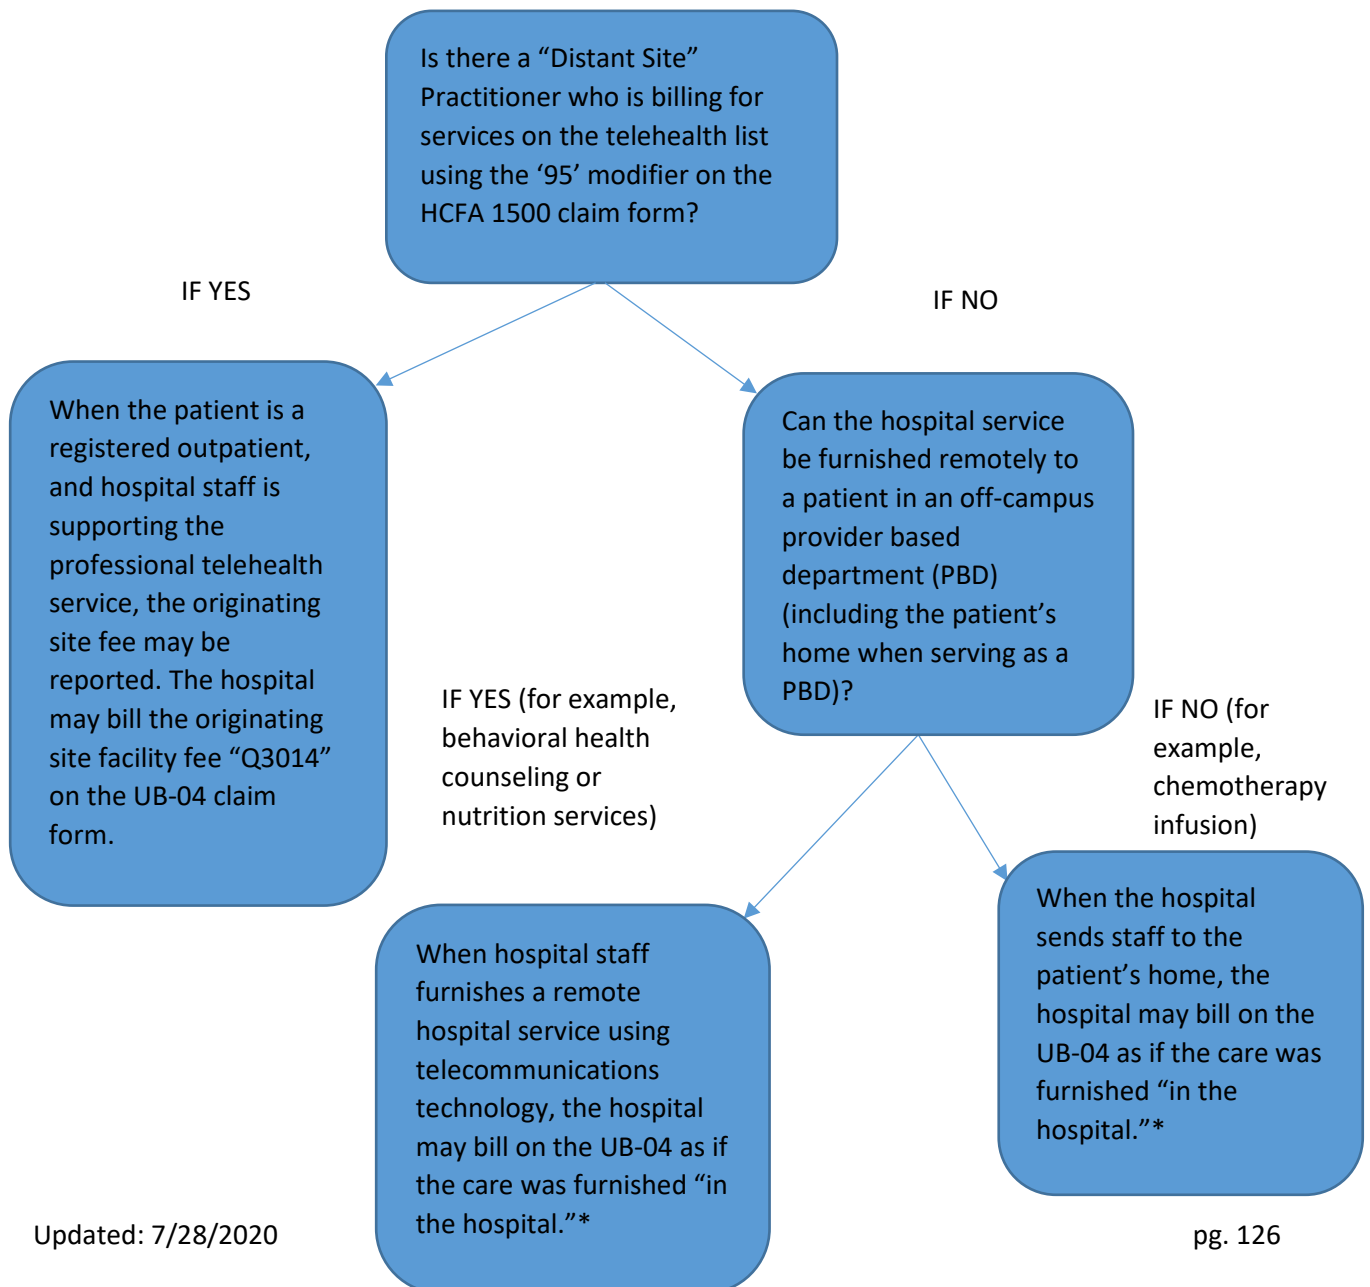 Is there a “Distant Site”
Practitioner who is billing for
services on the telehealth list
using the ‘95’ modifier on the
HCFA 1500 claim form?
IF YES
IF NO
When the patient is a
registered outpatient,
and hospital staff is
supporting the
professional telehealth
service, the originating
site fee may be
reported. The hospital
may bill the originating
site facility fee “Q3014”
on the UB-04 claim
form.
Can the hospital service
be furnished remotely to
a patient in an off-campus
provider based
department (PBD)
(including the patient’s
home when serving as a
PBD)?
IF YES (for example,
behavioral health
counseling or
nutrition services)
IF NO (for
example,
chemotherapy
infusion)
When hospital staff
furnishes a remote
hospital service using
telecommunications
technology, the hospital
may bill on the UB-04 as if
the care was furnished “in
the hospital.”*
When the hospital
sends staff to the
patient’s home, the
hospital may bill on the
UB-04 as if the care was
furnished “in the
hospital.”*
Updated: 7/28/2020
pg. 126